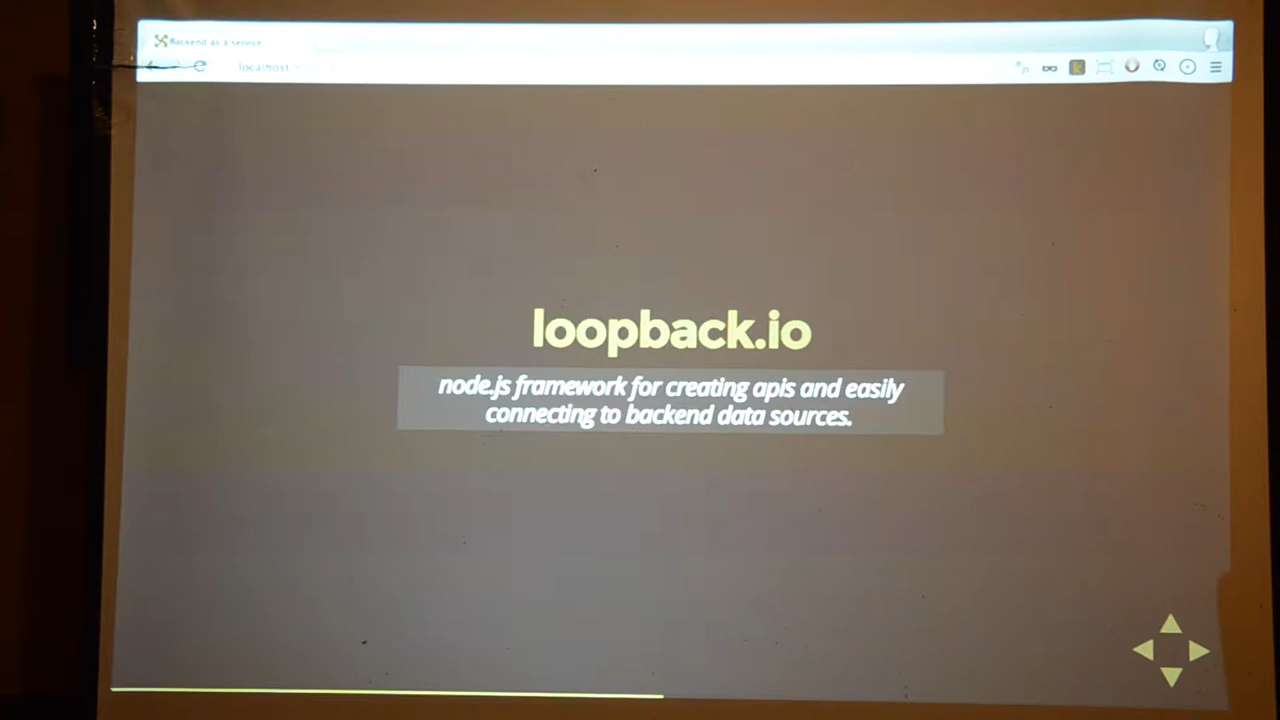 Backend as a service
localhost
loopback.io
node.js framework for creating apis and easily
connecting to backend data sources.